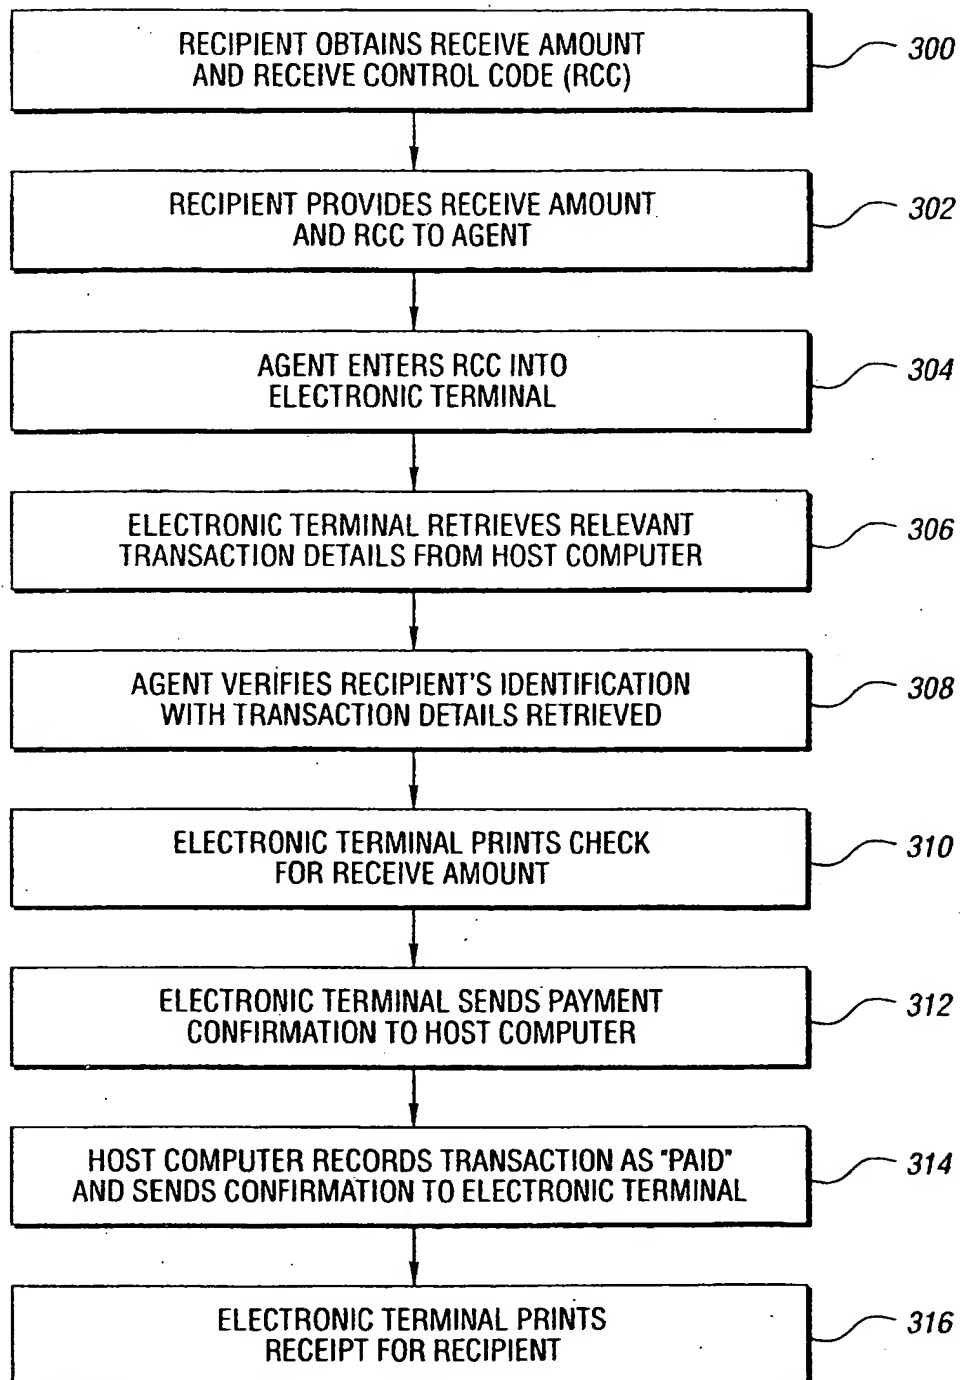 RECIPIENT OBTAINS RECEIVE AMOUNT
AND RECEIVE CONTROL CODE (RCC)
300
RECIPIENT PROVIDES RECEIVE AMOUNT
AND RCC TO AGENT
302
AGENT ENTERS RCC INTO
ELECTRONIC TERMINAL
304
ELECTRONIC TERMINAL RETRIEVES RELEVANT
TRANSACTION DETAILS FROM HOST COMPUTER
306
AGENT VERIFIES RECIPIENT'S IDENTIFICATION
WITH TRANSACTION DETAILS RETRIEVED
308
ELECTRONIC TERMINAL PRINTS CHECK
FOR RECEIVE AMOUNT
310
ELECTRONIC TERMINAL SENDS PAYMENT
CONFIRMATION TO HOST COMPUTER
312
HOST COMPUTER RECORDS TRANSACTION AS "PAID"
AND SENDS CONFIRMATION TO ELECTRONIC TERMINAL
314
ELECTRONIC TERMINAL PRINTS
RECEIPT FOR RECIPIENT
316